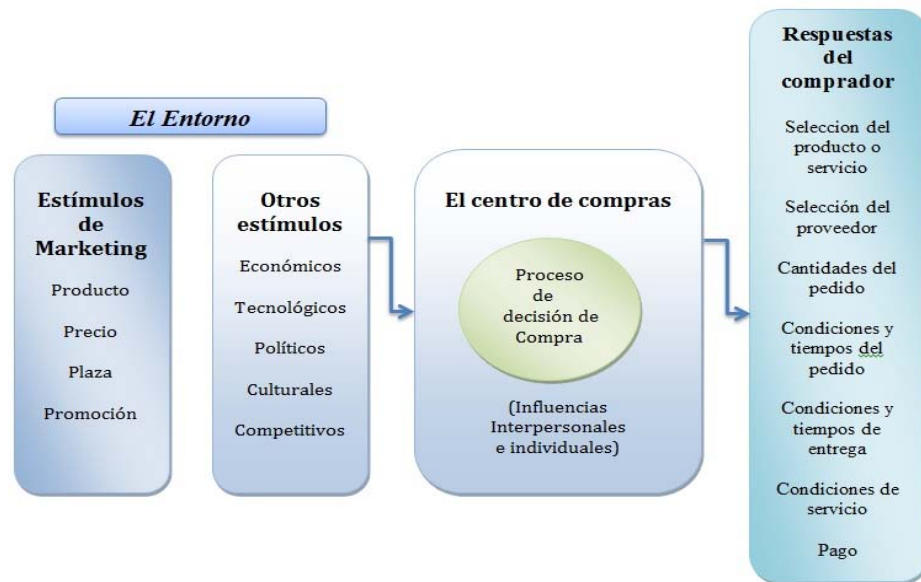 El Entorno
Estímulos
de
Marketing
Producto
Precio
Plaza
Promoción
Otros
estímulos
Económicos
Tecnológicos
Políticos
Culturales
Competitivos
El centro de compras
Proceso
de
decisión de
Compra
(Influencias
Interpersonales
e individuales)
Respuestas
del
comprador
Seleccion del
producto o
servicio
Selección del
proveedor
Cantidades del
pedido
Condiciones y
tiempos del
pedido
Condiciones y
tiempos de
entrega
Condiciones de
servicio
Pago